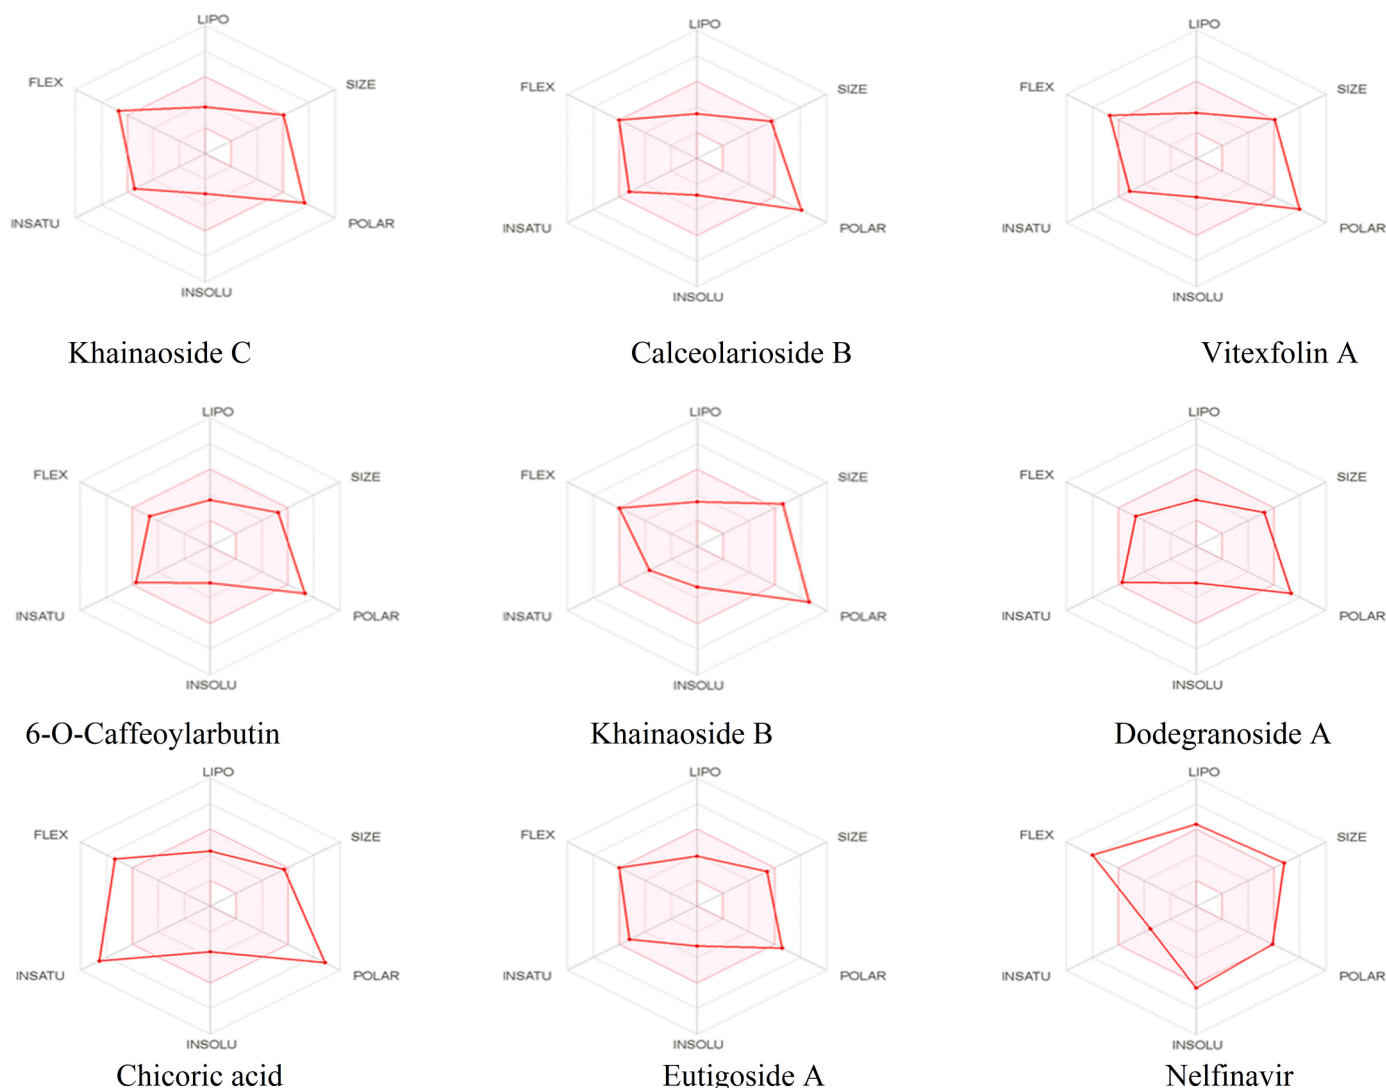 LIPO
FLEX
SIZE
INSATU
POLAR
INSOLU
Khainaoside C
LIPO
FLEX
SIZE
INSATU
POLAR
INSOLU
Calceolarioside B
LIPO
FLEX
SIZE
INSATU
POLAR
INSOLU
Vitexfolin A
LIPO
FLEX
SIZE
INSATU
POLAR
INSOLU
6-O-Caffeoylarbutin
LIPO
FLEX
SIZE
INSATU
POLAR
INSOLU
Khainaoside B
LIPO
FLEX
SIZE
INSATU
POLAR
INSOLU
Dodegranoside A
LIPO
FLEX
SIZE
INSATU
POLAR
INSOLU
Chicoric acid
LIPO
FLEX
SIZE
INSATU
POLAR
INSOLU
Eutigoside A
LIPO
FLEX
SIZE
INSATU
POLAR
INSOLU
Nelfinavir